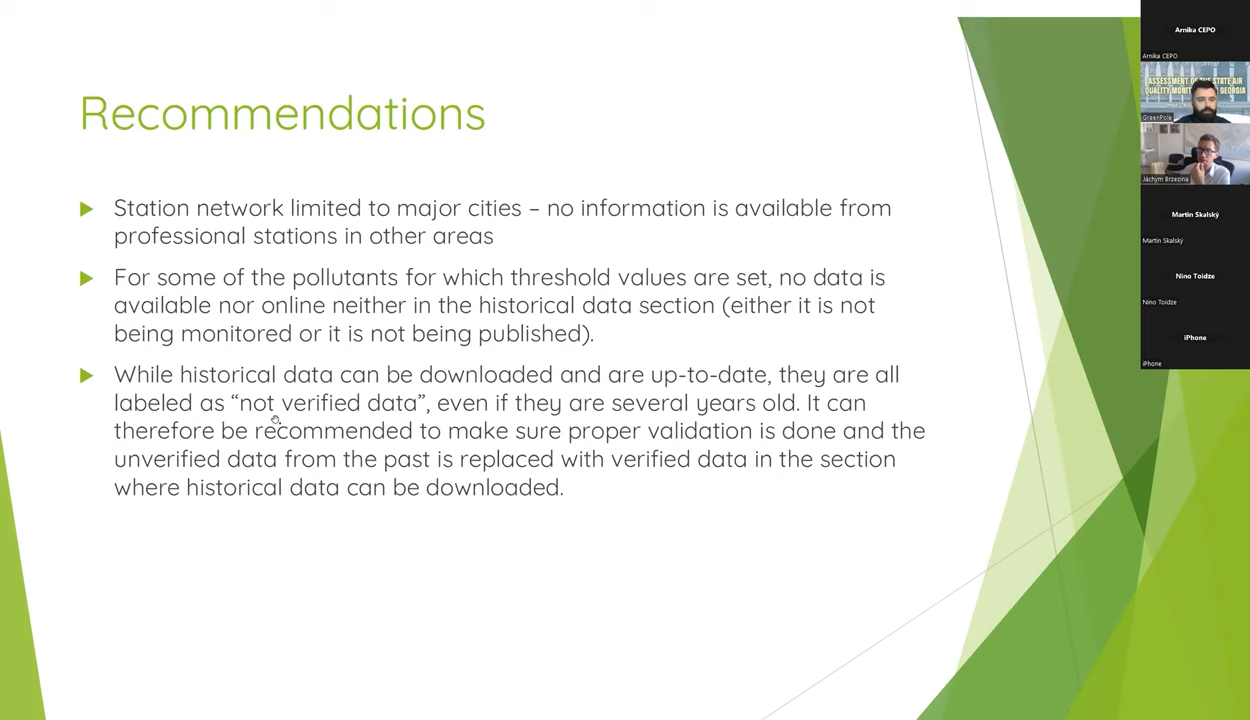 Recommendations
Station network limited to major cities – no information is available from
professional stations in other areas
For some of the pollutants for which threshold values are set, no data is
available nor online neither in the historical data section (either it is not
being monitored or it is not being published).
While historical data can be downloaded and are up-to-date, they are all
labeled as “not verified data”, even if they are several years old. It can
therefore be recommended to make sure proper validation is done and the
unverified data from the past is replaced with verified data in the section
where historical data can be downloaded.
Arnika CEPO
Arnika CEPO
ASSESSMENT OF THE STATE AIR
QUALITY GEORGIA
GreenPole
Jáchym Brzezina
Martin Skalský
Martin Skalský
Nino Toidze
Nino Toidze
iPhone
iPhone